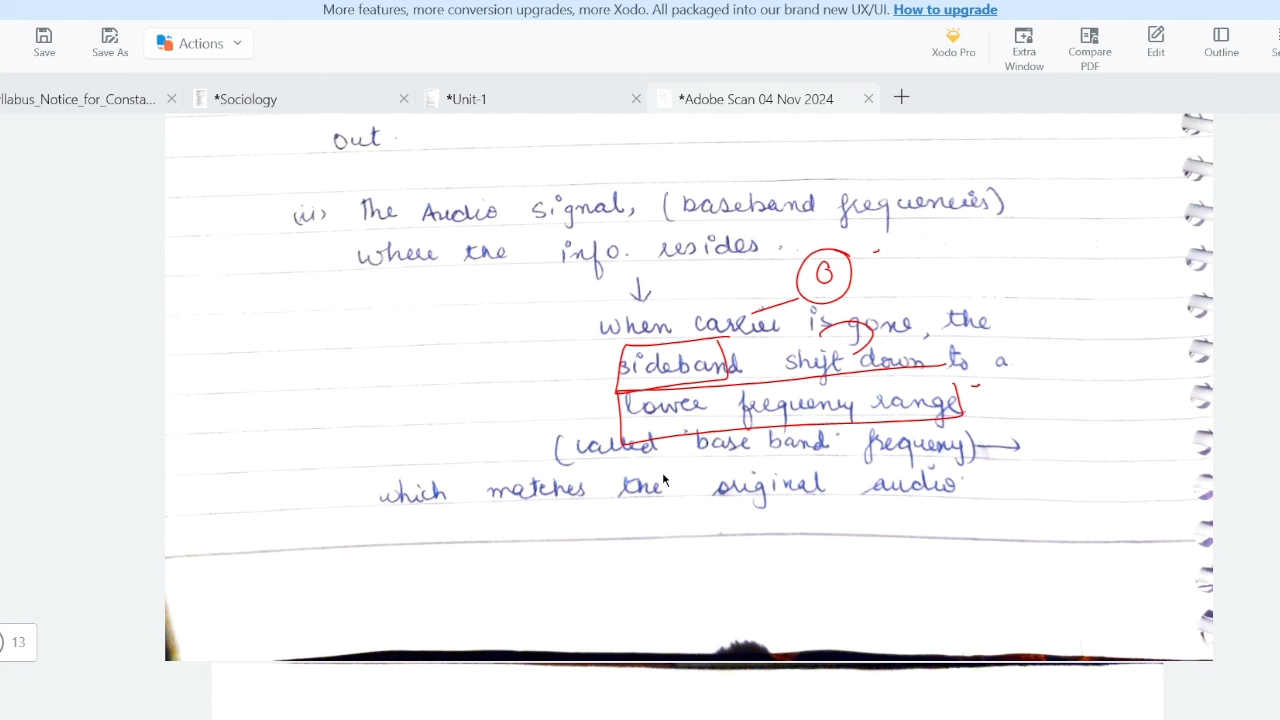 More features, more conversion upgrades, more Xodo. All packaged into our brand new UX/UI. How to upgrade
Save
Save As
Actions
Xodo Pro
Extra Window
Compare PDF
Edit
Outline
llabus_Notice_for_Consta...
*Sociology
*Unit-1
*Adobe Scan 04 Nov 2024
out.
(ii) The Audio signal, (baseband frequencies)
where the info. resides.
↓
when carrier is gone, the
sideband shift down to a
lower frequency range
(called "base band" frequeny) →
which matches the original audio.
13